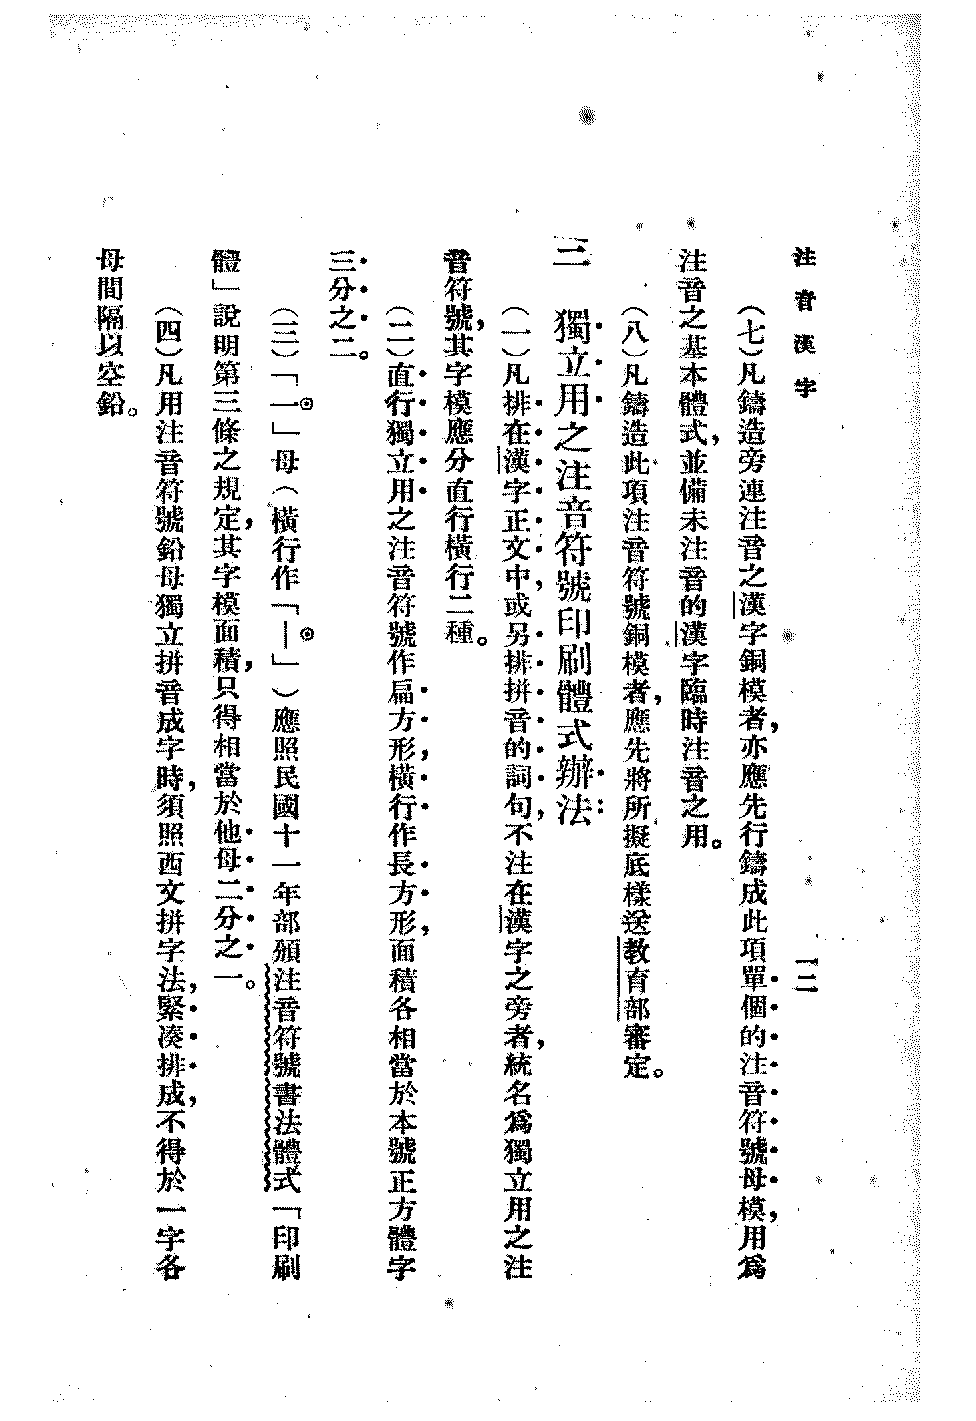 注音漢字
一二
（七）凡鑄造旁連注音之漢字銅模者，亦應先行鑄成此項單個的注音符號母模，用爲
注音之基本體式，並備未注音的漢字臨時注音之用。
（八）凡鑄造此項注音符號銅模者，應先將所擬底樣送教育部審定。
三　獨立用之注音符號印刷體式辦法
（一）凡排在漢字正文中，或另排拼音的詞句，不注在漢字之旁者，統名爲獨立用之注
音符號，其字模應分直行橫行二種。
（二）直行獨立用之注音符號作扁方形，橫行作長方形，面積各相當於本號正方體字
三分之二。
（三）「一」母（橫行作「｜」）應照民國十一年部頒注音符號書法體式「印刷
體」說明第三條之規定，其字模面積，只得相當於他母二分之一。
（四）凡用注音符號鉛母獨立拼音成字時，須照西文拼字法，緊湊排成，不得於一字各
母間隔以空鉛。